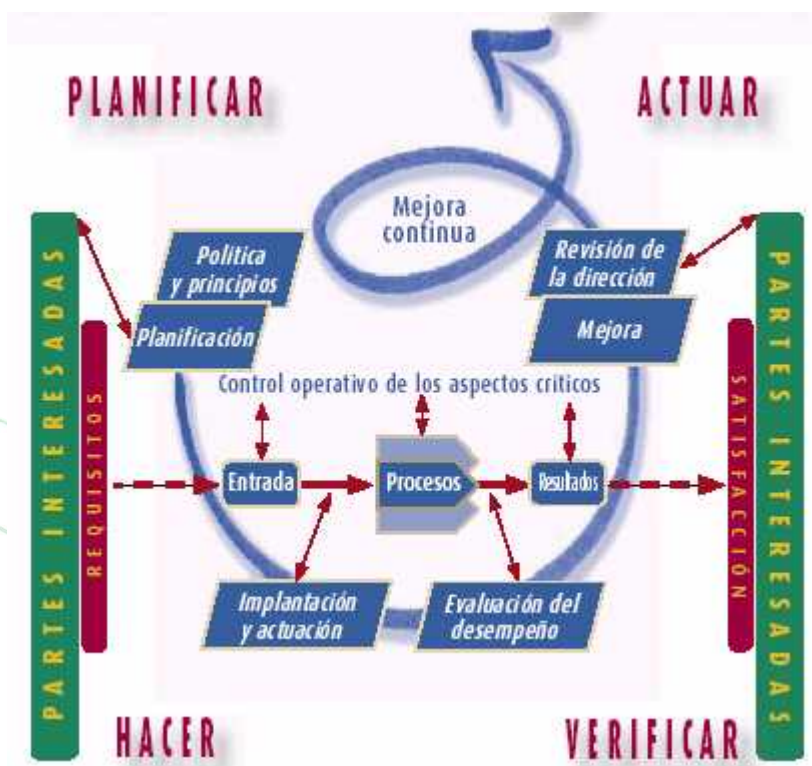 PLANIFICAR
ACTUAR
Mejora
continua
Política
y principios
Planificación
Revisión de
la dirección
Mejora
PARTES INTERESADAS
REQUISITOS
Control operativo de los aspectos críticos
Entrada
Procesos
Resultados
SATISFACCIÓN
PARTES INTERESADAS
Implantación
y actuación
Evaluación del
desempeño
HACER
VERIFICAR